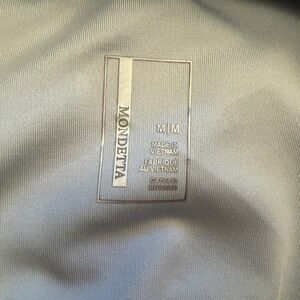 MONDETTA
M|M
MADE IN
VIETNAM
FABRIQUÉ
AU VIETNAM